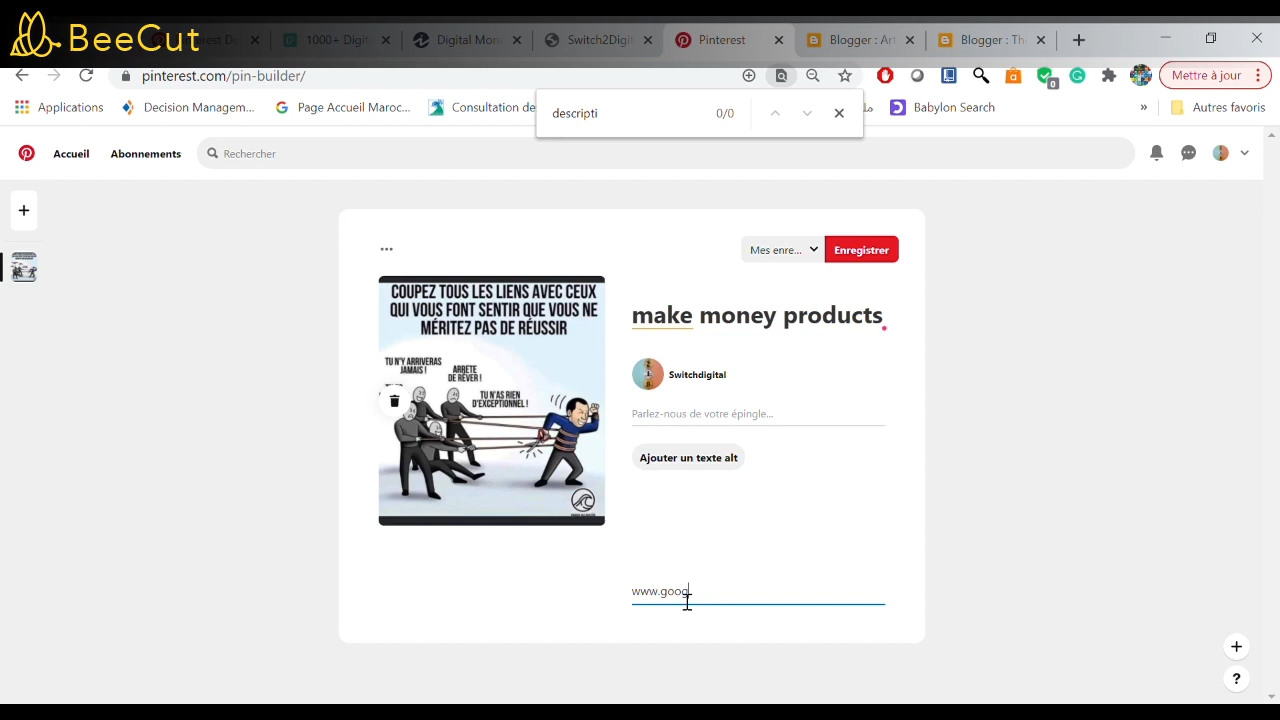 BeeCut
1000+ Digit
Digital Mon
Switch2Digit
Pinterest
Blogger : Art
Blogger : Th
pinterest.com/pin-builder/
Mettre à jour
Applications
Decision Managem...
Page Accueil Maroc...
Consultation de
Babylon Search
»
Autres favoris
descripti
0/0
Accueil
Abonnements
Rechercher
Mes enre...
Enregistrer
COUPEZ TOUS LES LIENS AVEC CEUX
QUI VOUS FONT SENTIR QUE VOUS NE
MÉRITEZ PAS DE RÉUSSIR
TU N'Y ARRIVERAS
JAMAIS !
ARRETE
DE RÊVER !
TU N'AS RIEN
D'EXCEPTIONNEL !
make money products
Switchdigital
Parlez-nous de votre épingle...
Ajouter un texte alt
www.goog